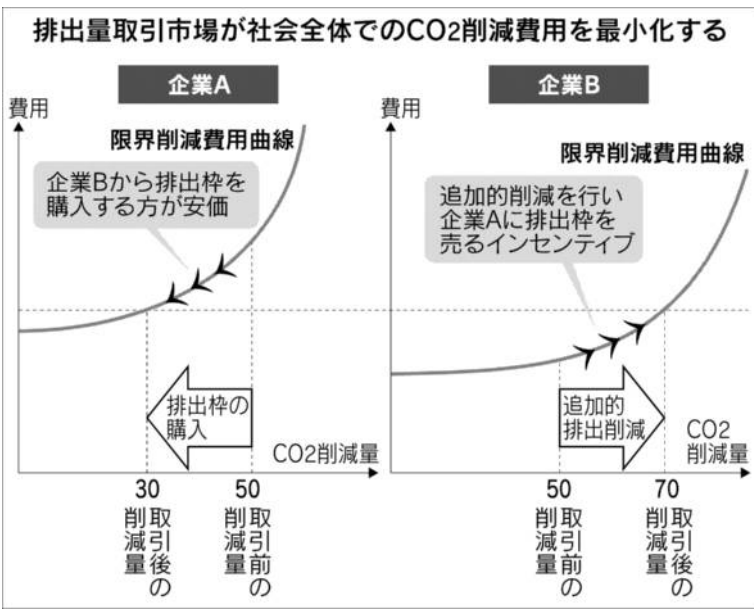 排出量取引市場が社会全体でのCO2削減費用を最小化する
企業A
費用
限界削減費用曲線
企業Bから排出枠を
購入する方が安価
排出枠の
購入
CO2削減量
30
取引後の
削減量
50
取引前の
削減量
企業B
費用
限界削減費用曲線
追加的削減を行い
企業Aに排出枠を
売るインセンティブ
追加的
排出削減
CO2
削減量
50
取引前の
削減量
70
取引後の
削減量